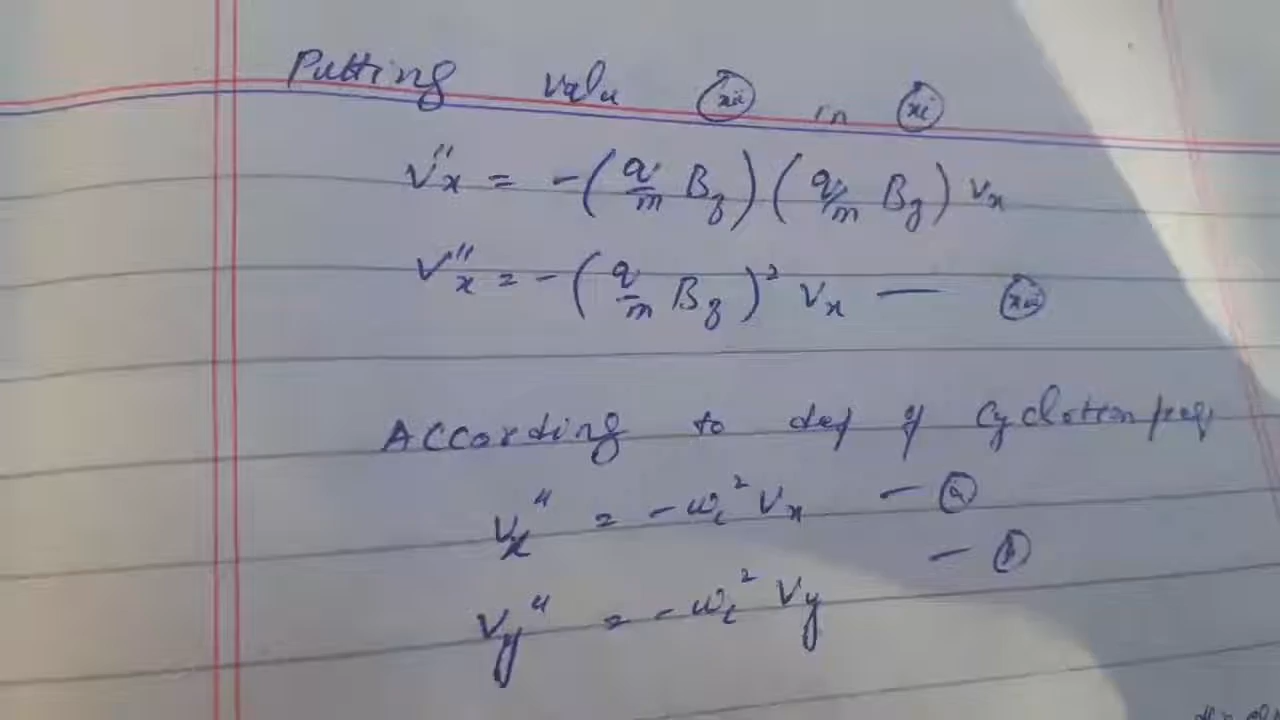 Putting value (xii) in (xi)
V″x = -(q/m Bz) (q/m Bz) Vx
V″x = -(q/m Bz)² Vx — (xiii)
According to def of Cyclotron freq
Vx″ = -ωc² Vx — (a)
— (b)
Vy″ = -ωc² Vy